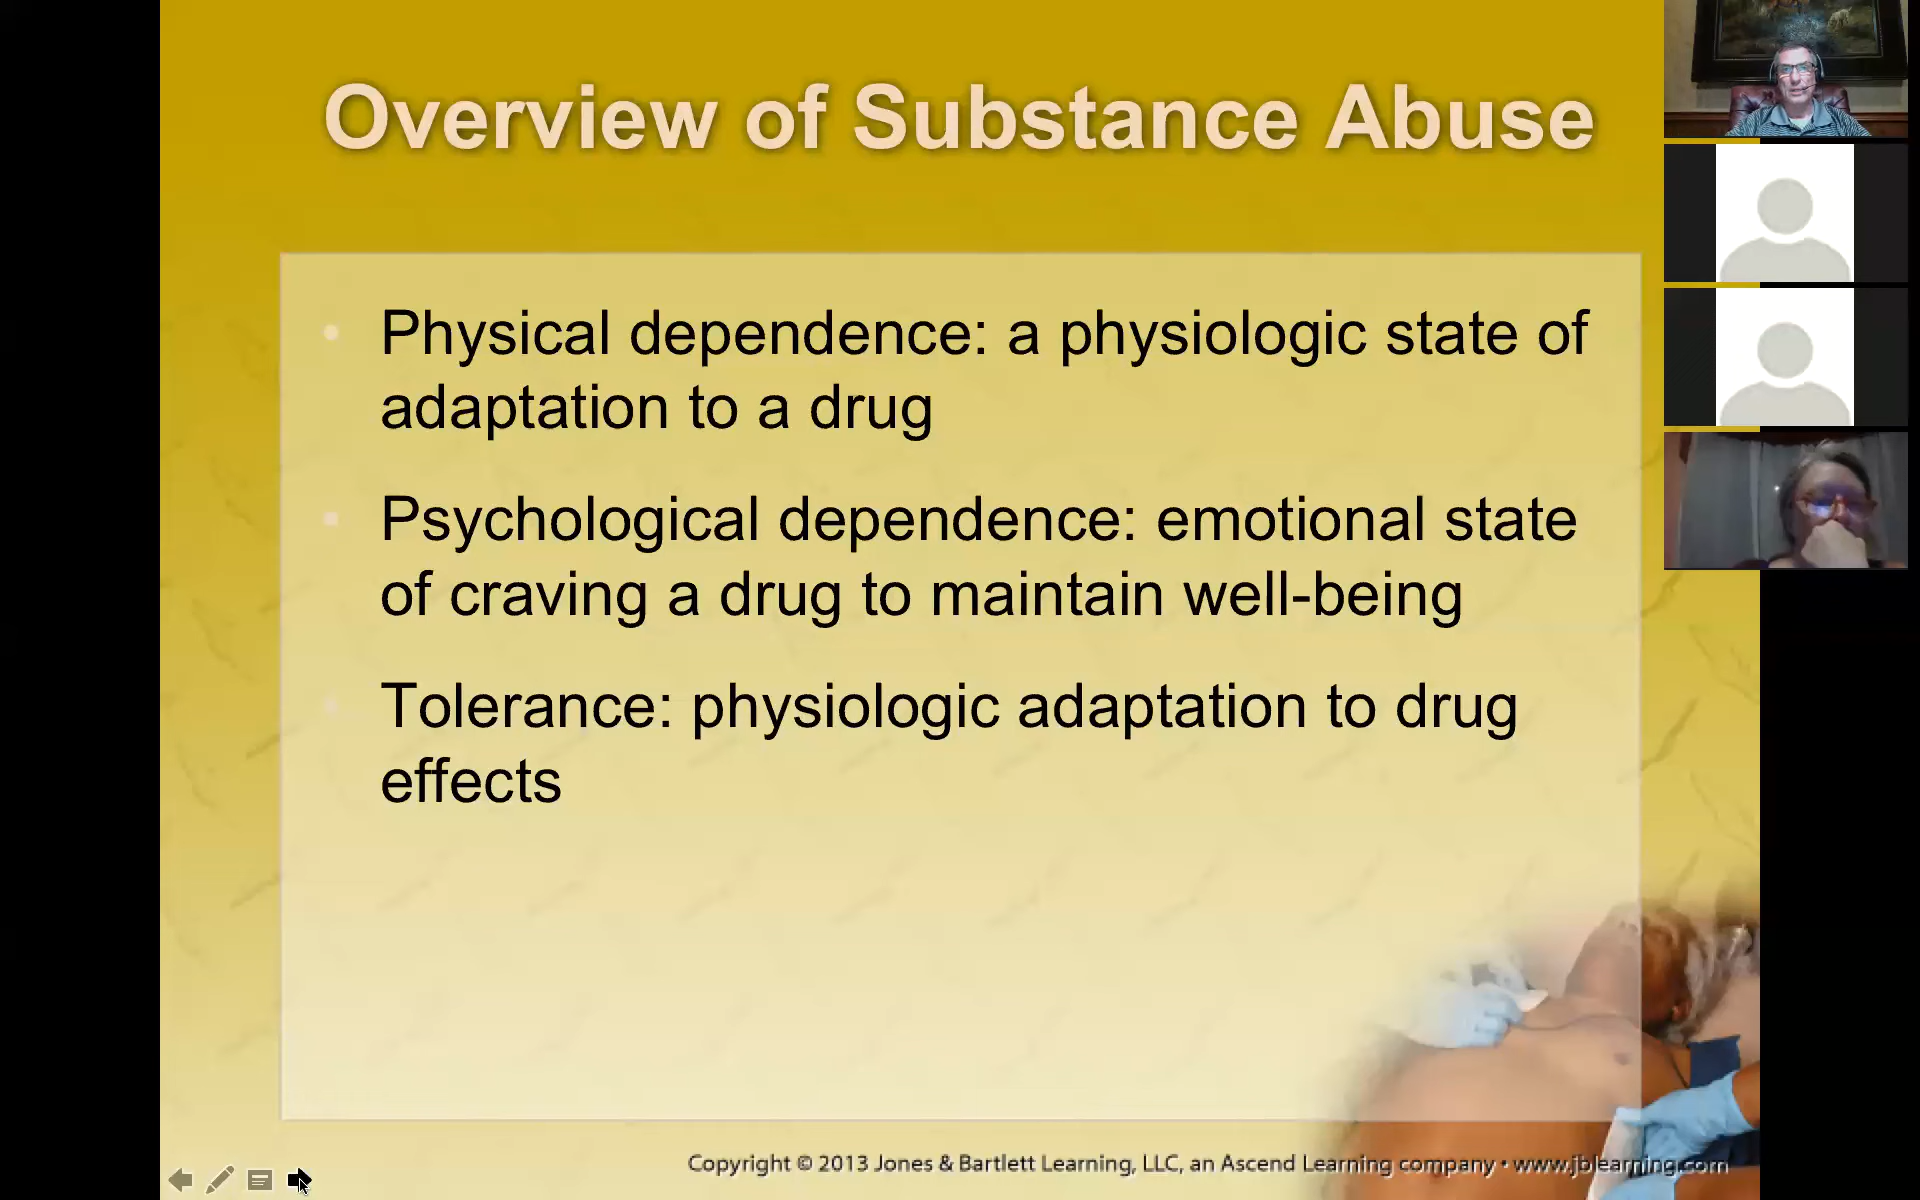 Overview of Substance Abuse
• Physical dependence: a physiologic state of
adaptation to a drug
• Psychological dependence: emotional state
of craving a drug to maintain well-being
• Tolerance: physiologic adaptation to drug
effects
Copyright © 2013 Jones & Bartlett Learning, LLC, an Ascend Learning company • www.jblearning.com